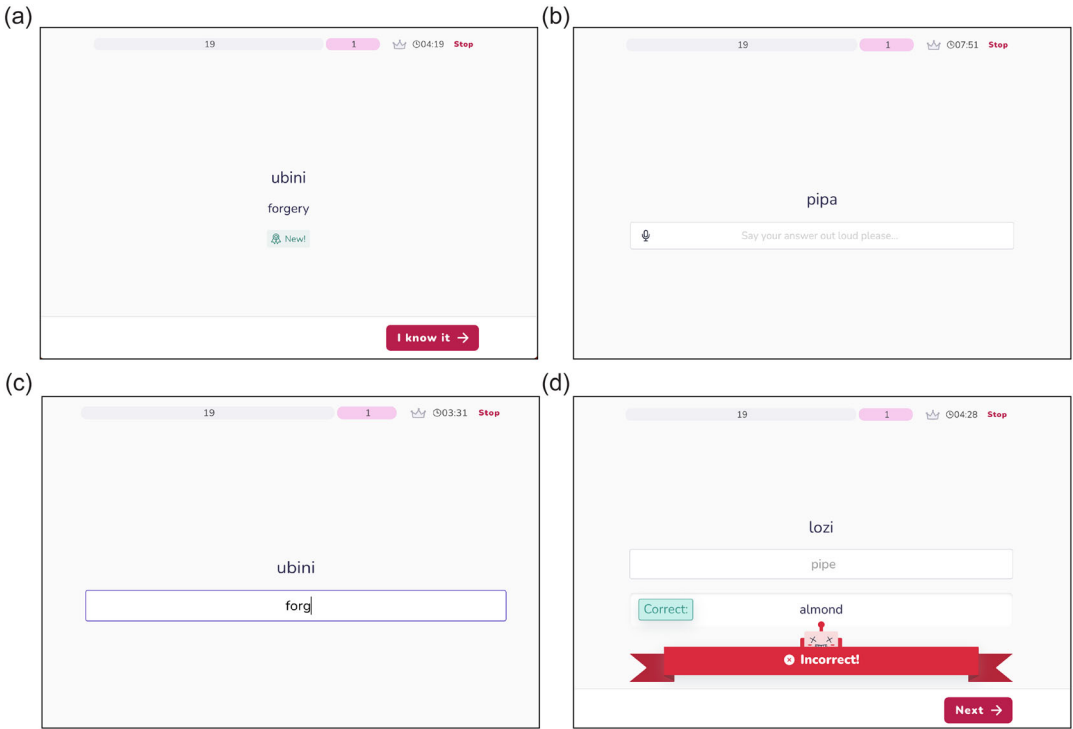 (a)
19 1 04:19 Stop
ubini
forgery
New!
I know it →
(b)
19 1 07:51 Stop
pipa
Say your answer out loud please...
(c)
19 1 03:31 Stop
ubini
forg
(d)
19 1 04:28 Stop
lozi
pipe
Correct: almond
Incorrect!
Next →